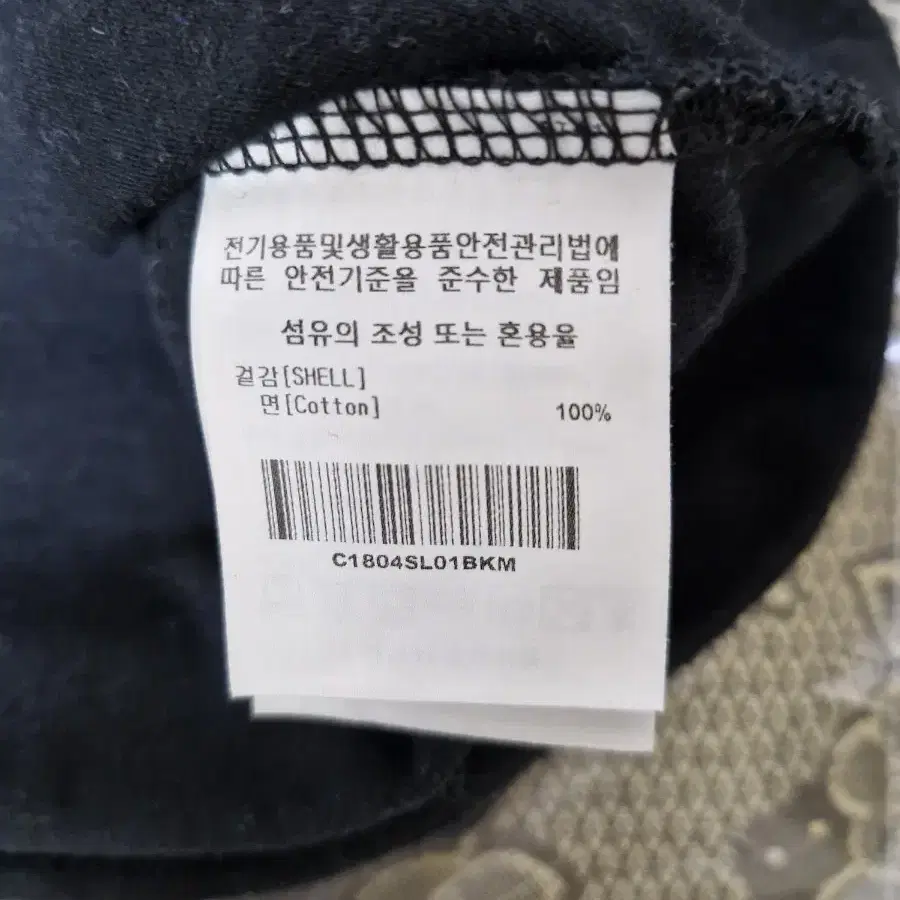 전기용품및생활용품안전관리법에
따른 안전기준을 준수한 제품임
섬유의 조성 또는 혼용율
겉감[SHELL]
면[Cotton] 100%
C1804SL01BKM